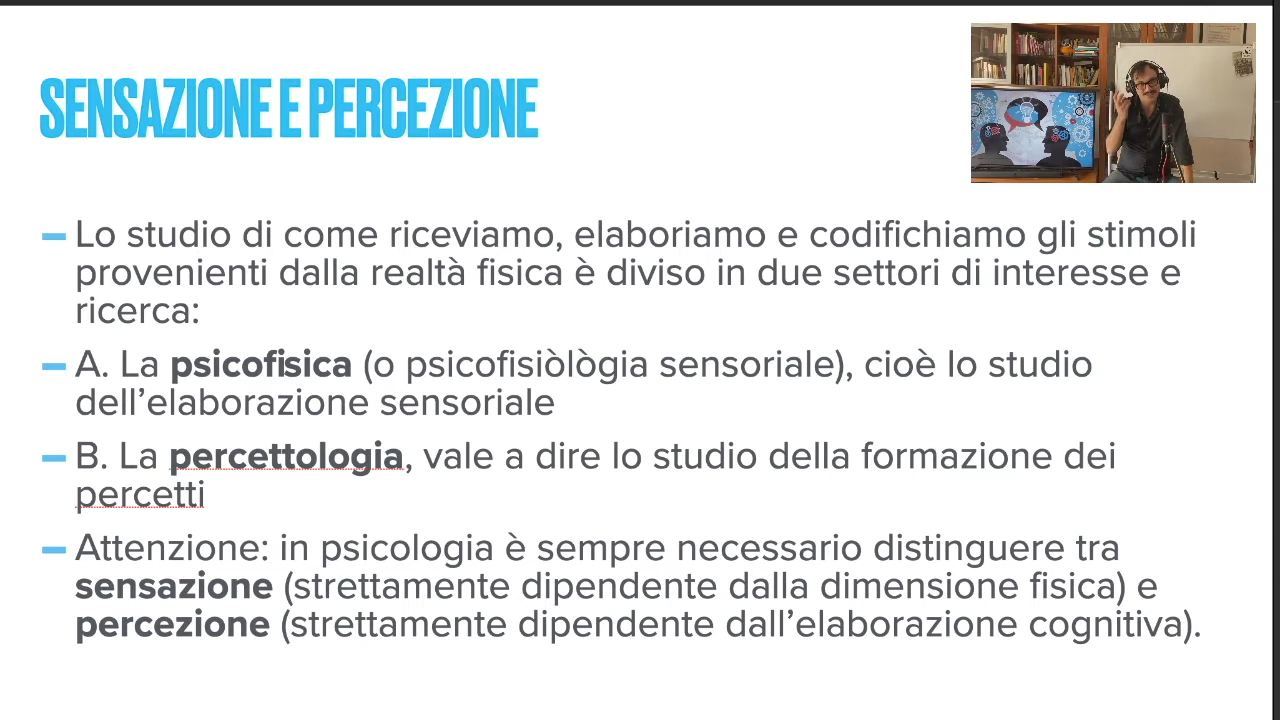 SENSAZIONE E PERCEZIONE
– Lo studio di come riceviamo, elaboriamo e codifichiamo gli stimoli
provenienti dalla realtà fisica è diviso in due settori di interesse e
ricerca:
– A. La psicofisica (o psicofisiòlògia sensoriale), cioè lo studio
dell’elaborazione sensoriale
– B. La percettologia, vale a dire lo studio della formazione dei
percetti
– Attenzione: in psicologia è sempre necessario distinguere tra
sensazione (strettamente dipendente dalla dimensione fisica) e
percezione (strettamente dipendente dall’elaborazione cognitiva).